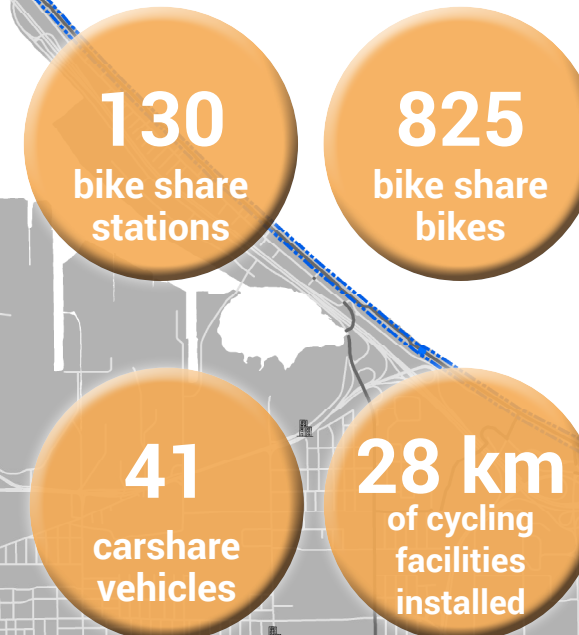 130
bike share
stations
825
bike share
bikes
41
carshare
vehicles
28 km
of cycling
facilities
installed